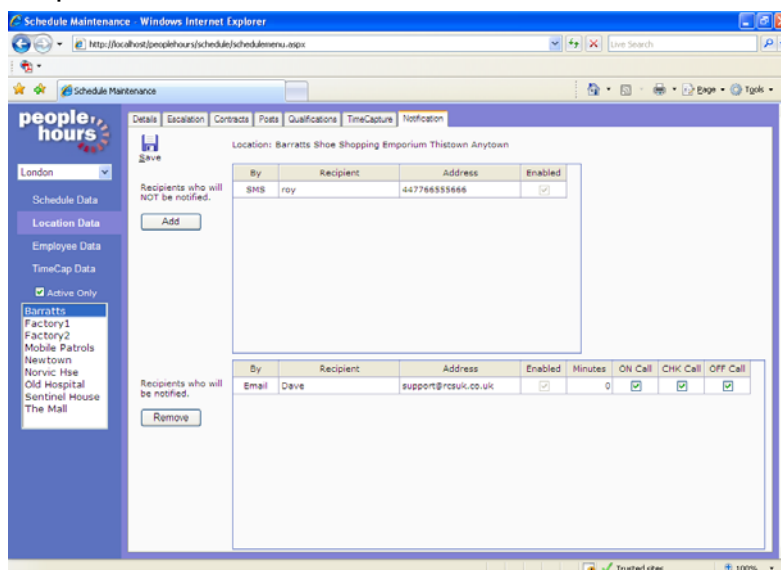 Schedule Maintenance - Windows Internet Explorer
http://localhost/peoplehours/schedule/schedulemenu.aspx
Live Search
Schedule Maintenance
Page
Tools
people hours
Details Escalation Contracts Posts Qualifications TimeCapture Notification
Save
Location: Barratts Shoe Shopping Emporium Thistown Anytown
London
Schedule Data
Location Data
Employee Data
TimeCap Data
Active Only
Barratts
Factory1
Factory2
Mobile Patrols
Newtown
Norvic Hse
Old Hospital
Sentinel House
The Mall
Recipients who will
NOT be notified.
Add
By Recipient Address Enabled
SMS roy 447766555666
Recipients who will
be notified.
Remove
By Recipient Address Enabled Minutes ON Call CHK Call OFF Call
Email Dave support@rcsuk.co.uk 0
Trusted sites
100%